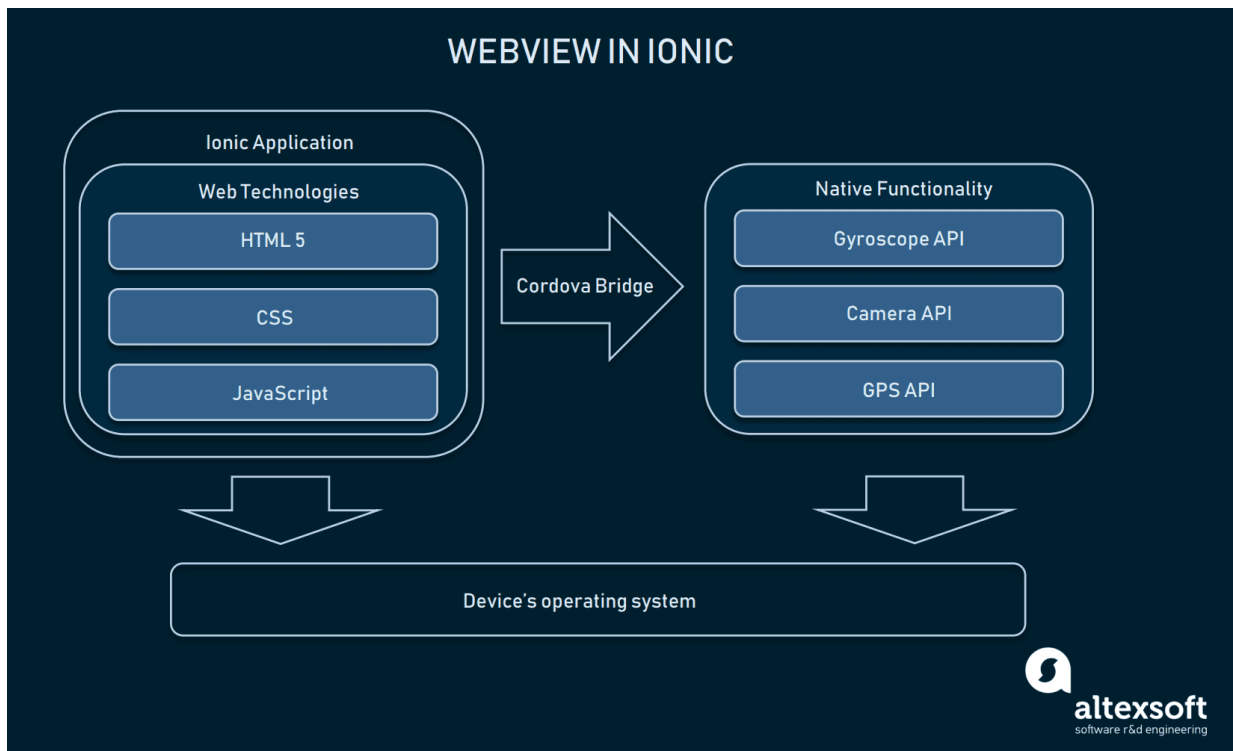 WEBVIEW IN IONIC
Ionic Application
Web Technologies
HTML 5
CSS
JavaScript
Cordova Bridge
Native Functionality
Gyroscope API
Camera API
GPS API
Device's operating system
altexsoft
software r&d engineering